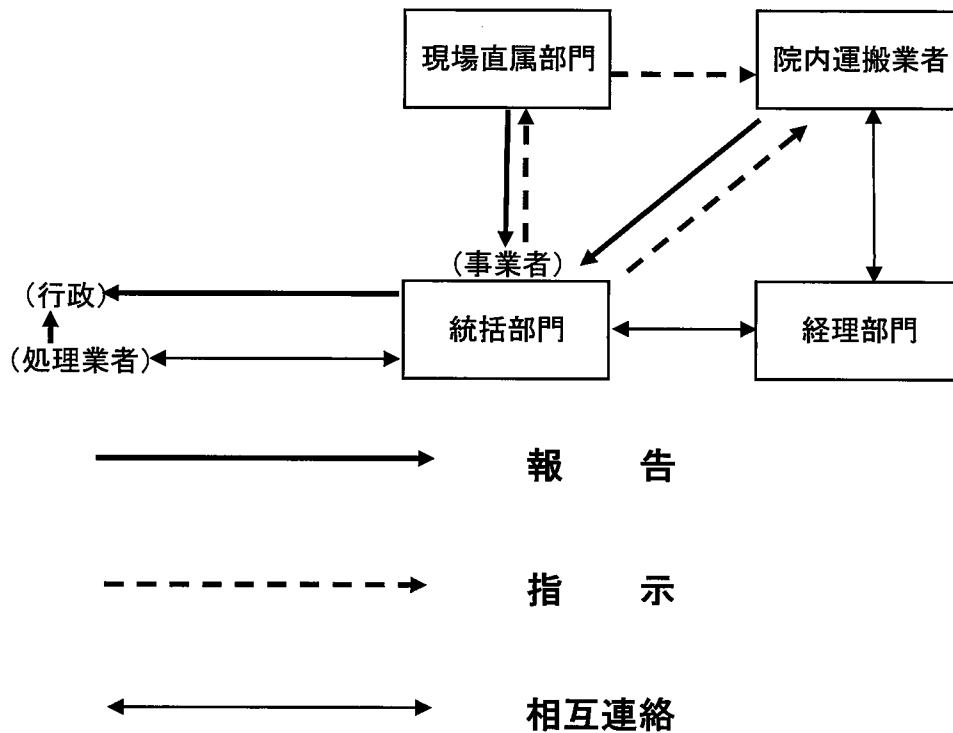 現場直属部門
院内運搬業者
(事業者)
(行政)
統括部門
経理部門
(処理業者)
報　告
指　示
相互連絡